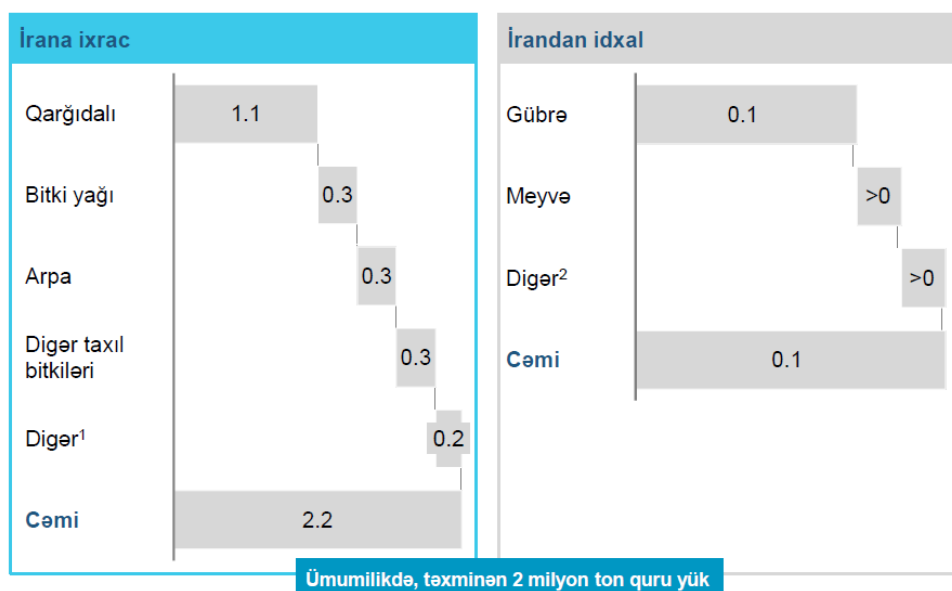 İrana ixrac
Qarğıdalı 1.1
Bitki yağı 0.3
Arpa 0.3
Digər taxıl
bitkiləri 0.3
Digər¹ 0.2
Cəmi 2.2
İrandan idxal
Gübrə 0.1
Meyvə >0
Digər² >0
Cəmi 0.1
Ümumilikdə, təxminən 2 milyon ton quru yük